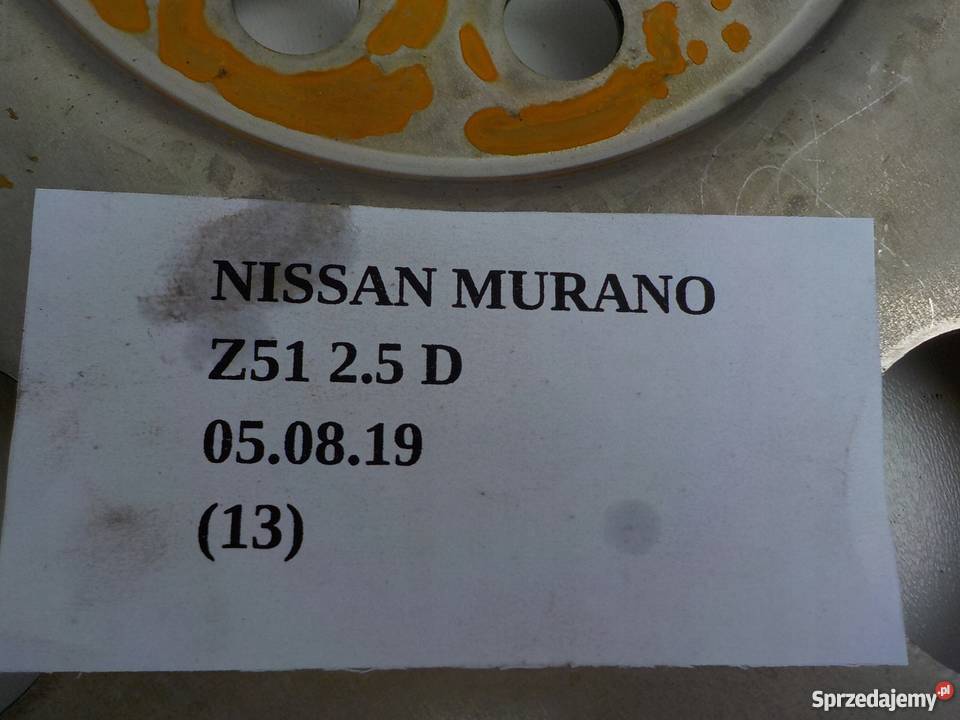 NISSAN MURANO
Z51 2.5 D
05.08.19
(13)
Sprzedajemy.pl